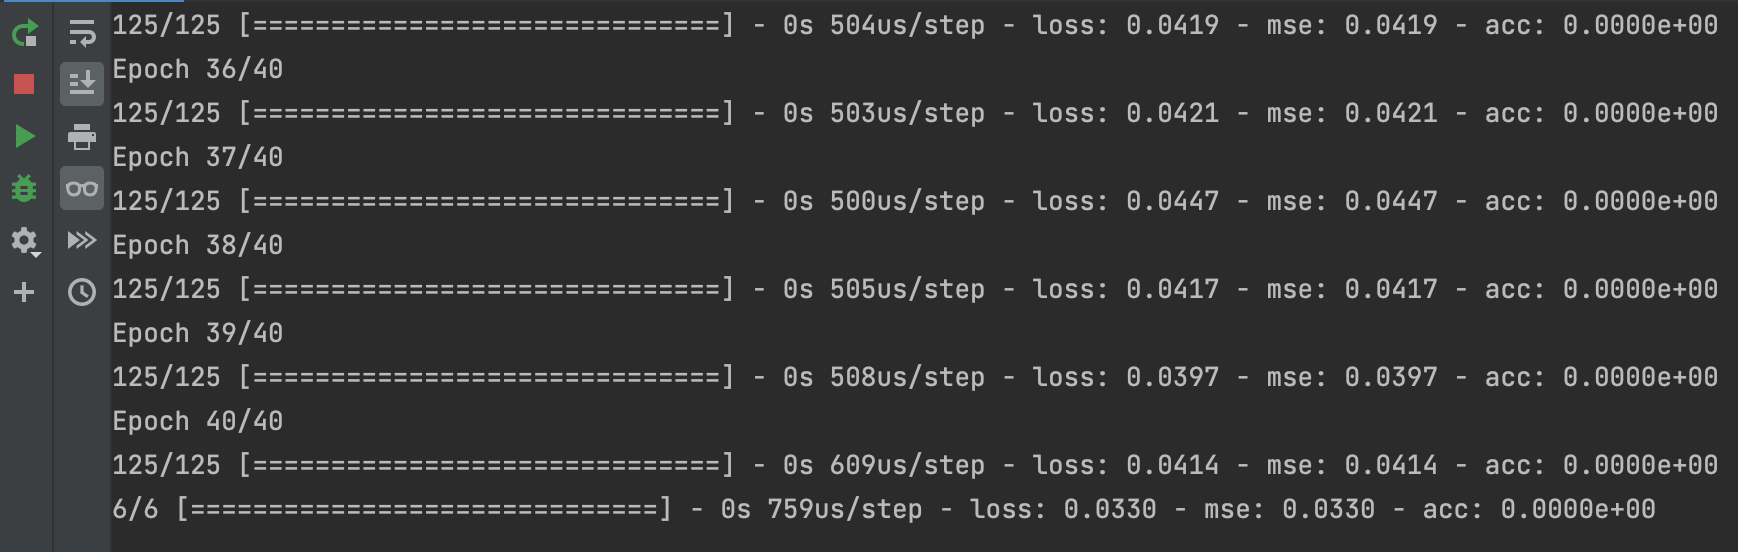 125/125 [==============================] - 0s 504us/step - loss: 0.0419 - mse: 0.0419 - acc: 0.0000e+00
Epoch 36/40
125/125 [==============================] - 0s 503us/step - loss: 0.0421 - mse: 0.0421 - acc: 0.0000e+00
Epoch 37/40
125/125 [==============================] - 0s 500us/step - loss: 0.0447 - mse: 0.0447 - acc: 0.0000e+00
Epoch 38/40
125/125 [==============================] - 0s 505us/step - loss: 0.0417 - mse: 0.0417 - acc: 0.0000e+00
Epoch 39/40
125/125 [==============================] - 0s 508us/step - loss: 0.0397 - mse: 0.0397 - acc: 0.0000e+00
Epoch 40/40
125/125 [==============================] - 0s 609us/step - loss: 0.0414 - mse: 0.0414 - acc: 0.0000e+00
6/6 [==============================] - 0s 759us/step - loss: 0.0330 - mse: 0.0330 - acc: 0.0000e+00